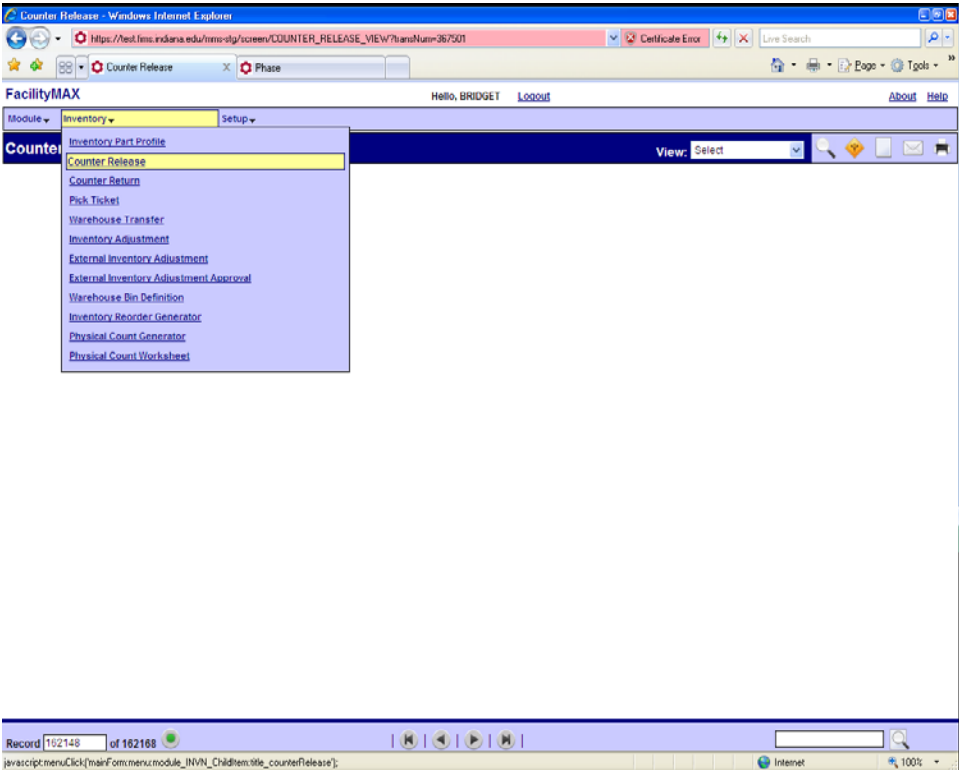 Counter Release - Windows Internet Explorer
https://test.fms.indiana.edu/mms-stg/screen/COUNTER_RELEASE_VIEW?transNum=367501 Certificate Error Live Search
Counter Release X Phase Page Tools
FacilityMAX Hello, BRIDGET Logout About Help
Module Inventory Setup
Counter View: Select
Inventory Part Profile
Counter Release
Counter Return
Pick Ticket
Warehouse Transfer
Inventory Adjustment
External Inventory Adjustment
External Inventory Adjustment Approval
Warehouse Bin Definition
Inventory Reorder Generator
Physical Count Generator
Physical Count Worksheet
Record 162148 of 162168
javascript:menuClick('mainForm:menu:module_INVN_ChildItem:title_counterRelease'); Internet 100%